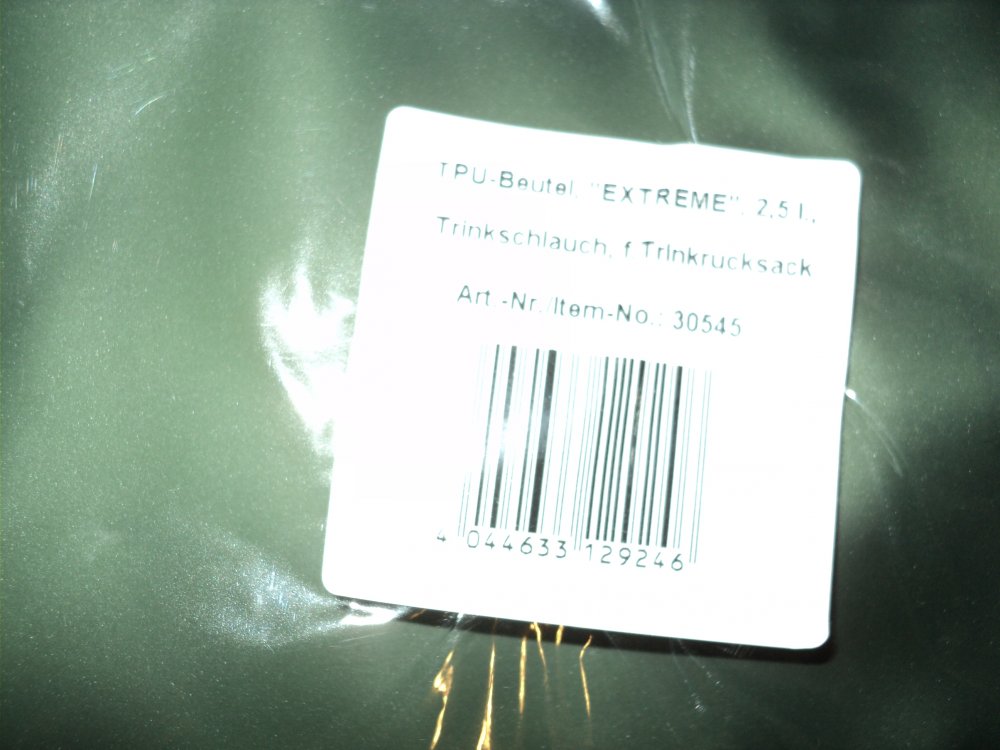 TPU-Beutel, "EXTREME", 2,5 l.,
Trinkschlauch, f.Trinkrucksack
Art.-Nr./Item-No.: 30545
4 044633 129246